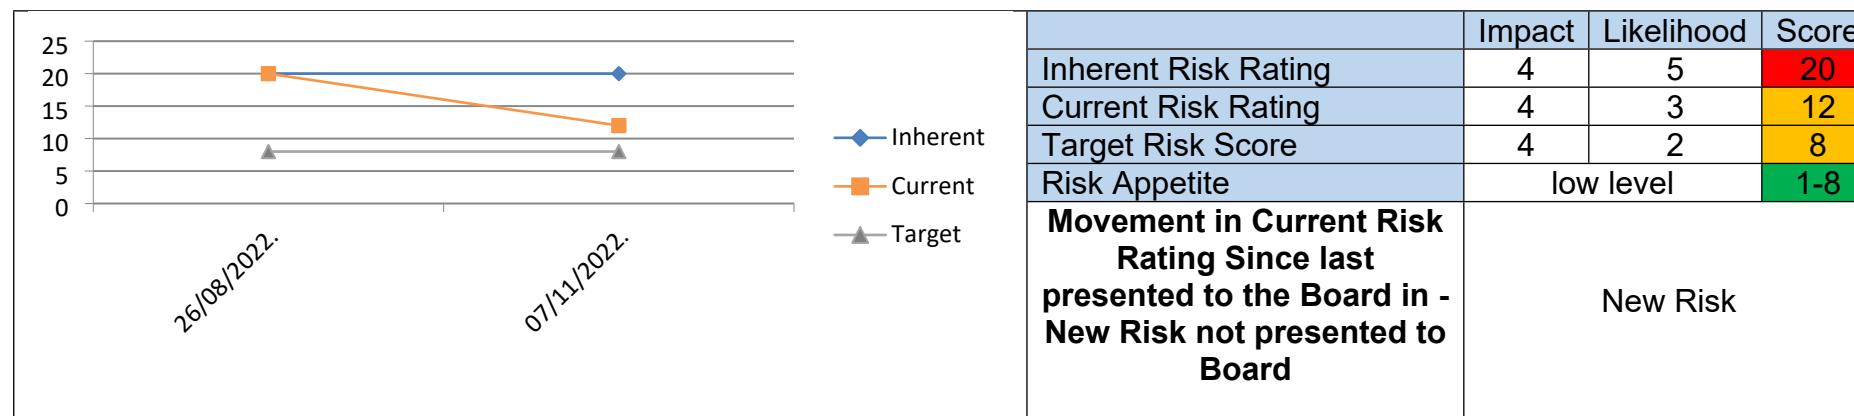 25
20
15
10
5
0
26/08/2022.
07/11/2022.
Inherent
Current
Target
Impact Likelihood Score
Inherent Risk Rating 4 5 20
Current Risk Rating 4 3 12
Target Risk Score 4 2 8
Risk Appetite low level 1-8
Movement in Current Risk
Rating Since last
presented to the Board in -
New Risk not presented to
Board
New Risk